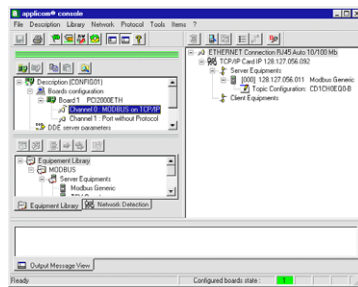 applicom® console
File Description Library Network Protocol Tools Items ?
Description (CONFIG01)
Boards configuration
Board 1 PCI2000ETH
Channel 0 : MODBUS on TCP/IP
Channel 1 : Port without Protocol
DDE server parameters
Equipement Library
MODBUS
Server Equipments
Modbus Generic
Equipment Library
Network Detection
ETHERNET Connection RJ45 Auto 10/100 Mb
TCP/IP Card IP 128.127.056.092
Server Equipments
[000] 128.127.056.011 Modbus Generic
Topic Configuration: CD1CH0EQ0-B
Client Equipments
Output Message View
Ready
Configured boards state : 1